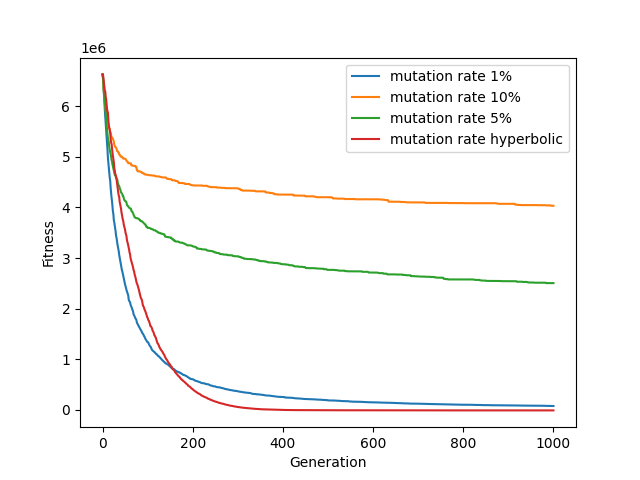 1e6
mutation rate 1%
mutation rate 10%
mutation rate 5%
mutation rate hyperbolic
6
5
4
3
2
1
0
Fitness
0 200 400 600 800 1000
Generation